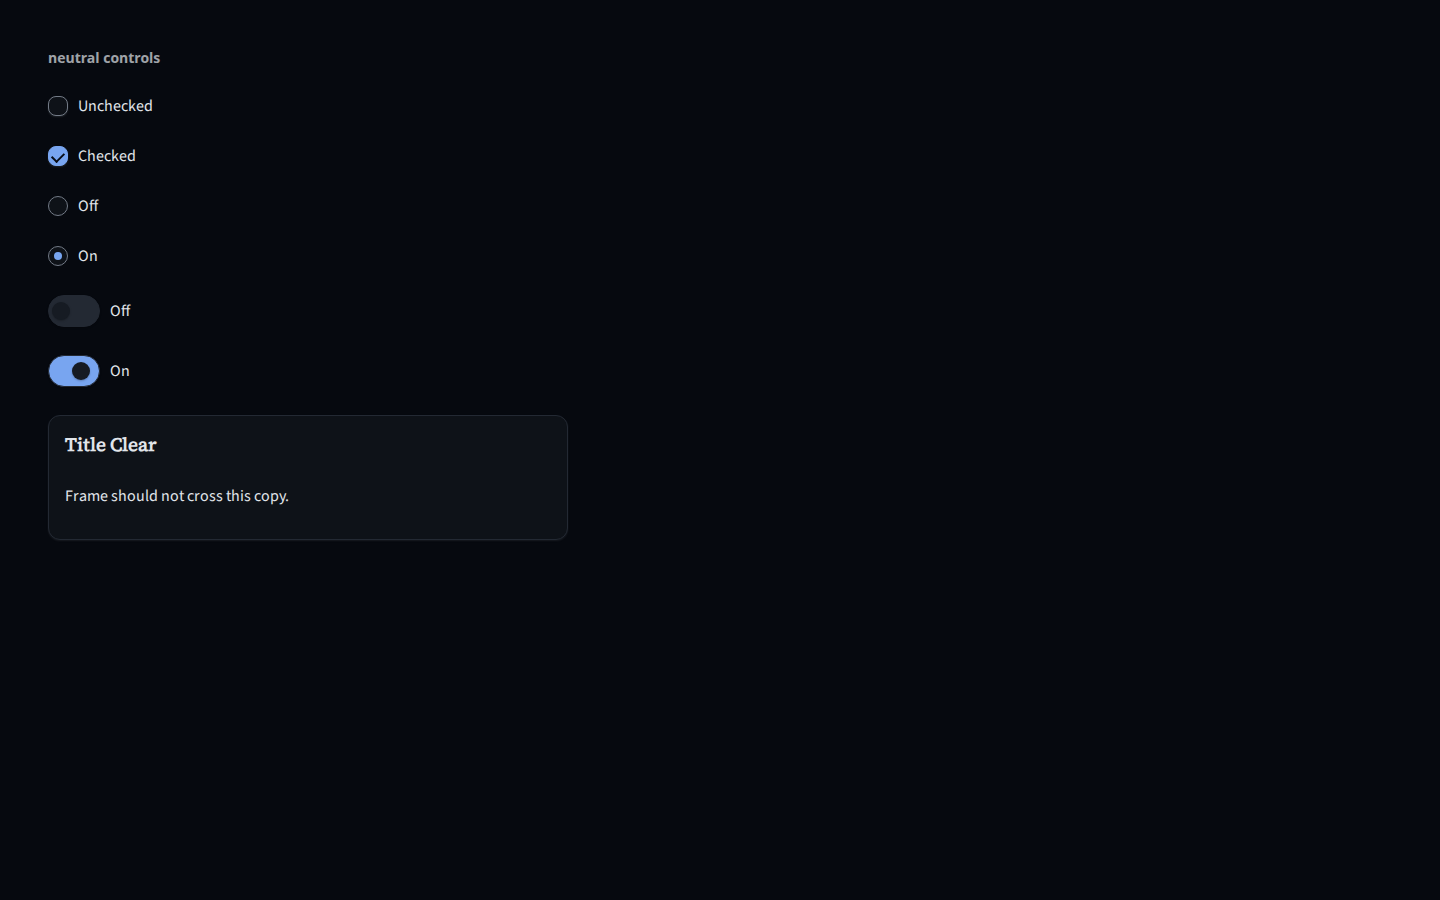 neutral controls
Unchecked
Checked
Off
On
Off
On
Title Clear
Frame should not cross this copy.